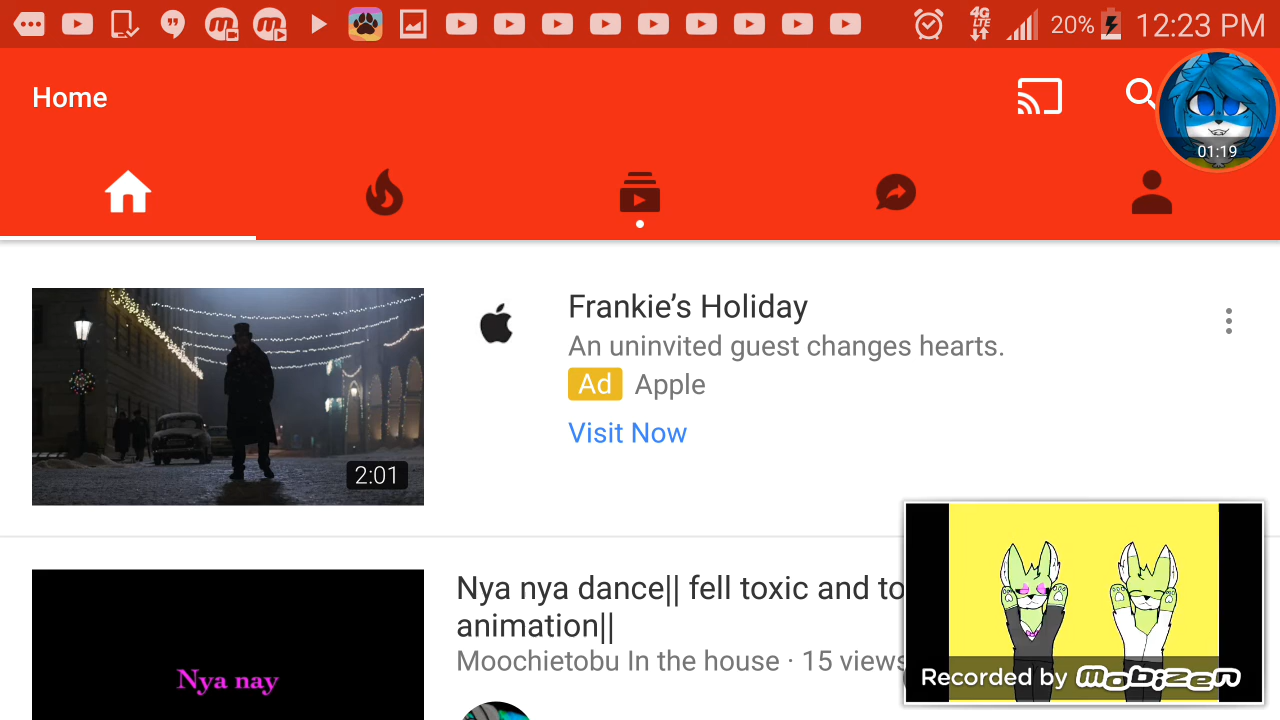 4G
LTE
20%
12:23 PM
Home
01:19
Frankie’s Holiday
An uninvited guest changes hearts.
Ad Apple
Visit Now
2:01
Nya nya dance|| fell toxic and to
animation||
Moochietobu In the house · 15 views
Nya nay
Recorded by mobizen